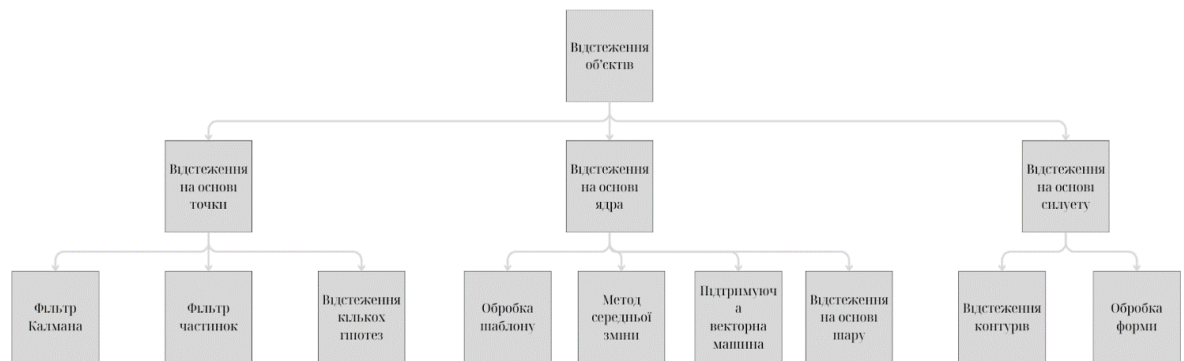 Відстеження
об'єктів
Відстеження
на основі
точки
Відстеження
на основі
ядра
Відстеження
на основі
силуету
Фільтр
Калмана
Фільтр
частинок
Відстеження
кількох
гіпотез
Обробка
шаблону
Метод
середньої
зміни
Підтримуюч
а
векторна
машина
Відстеження
на основі
шару
Відстеження
контурів
Обробка
форми